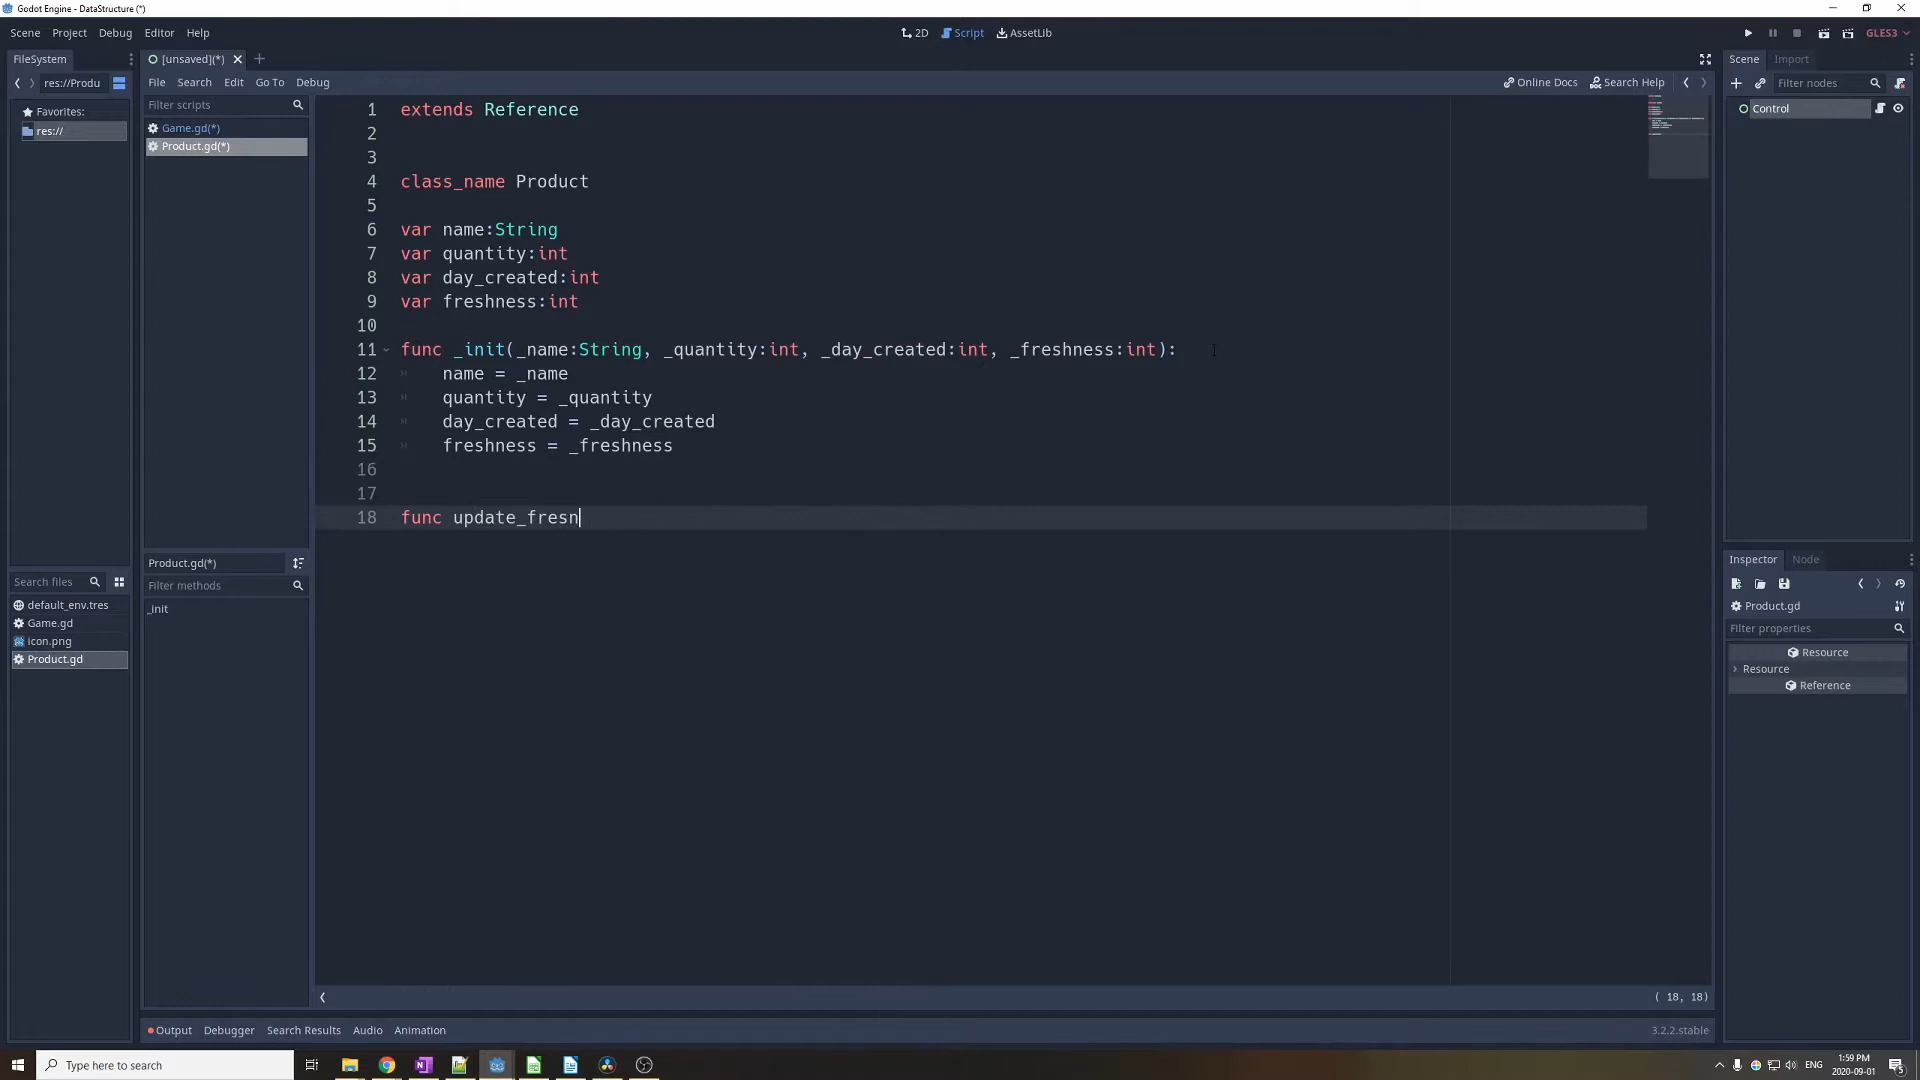 Godot Engine - DataStructure (*)
Scene Project Debug Editor Help
2D Script AssetLib
GLES3
FileSystem
[unsaved](*)
Scene Import
res://Produ
File Search Edit Go To Debug
Online Docs Search Help
Filter nodes
Favorites:
res://
Filter scripts
Game.gd(*)
Product.gd(*)
Control
1 extends Reference
2
3
4 class_name Product
5
6 var name:String
7 var quantity:int
8 var day_created:int
9 var freshness:int
10
11 func _init(_name:String, _quantity:int, _day_created:int, _freshness:int):
12 name = _name
13 quantity = _quantity
14 day_created = _day_created
15 freshness = _freshness
16
17
18 func update_fresn
Product.gd(*)
Filter methods
_init
Search files
default_env.tres
Game.gd
icon.png
Product.gd
Inspector Node
Product.gd
Filter properties
Resource
Resource
Reference
( 18, 18)
Output Debugger Search Results Audio Animation
3.2.2.stable
Type here to search
ENG
1:59 PM
2020-09-01
5